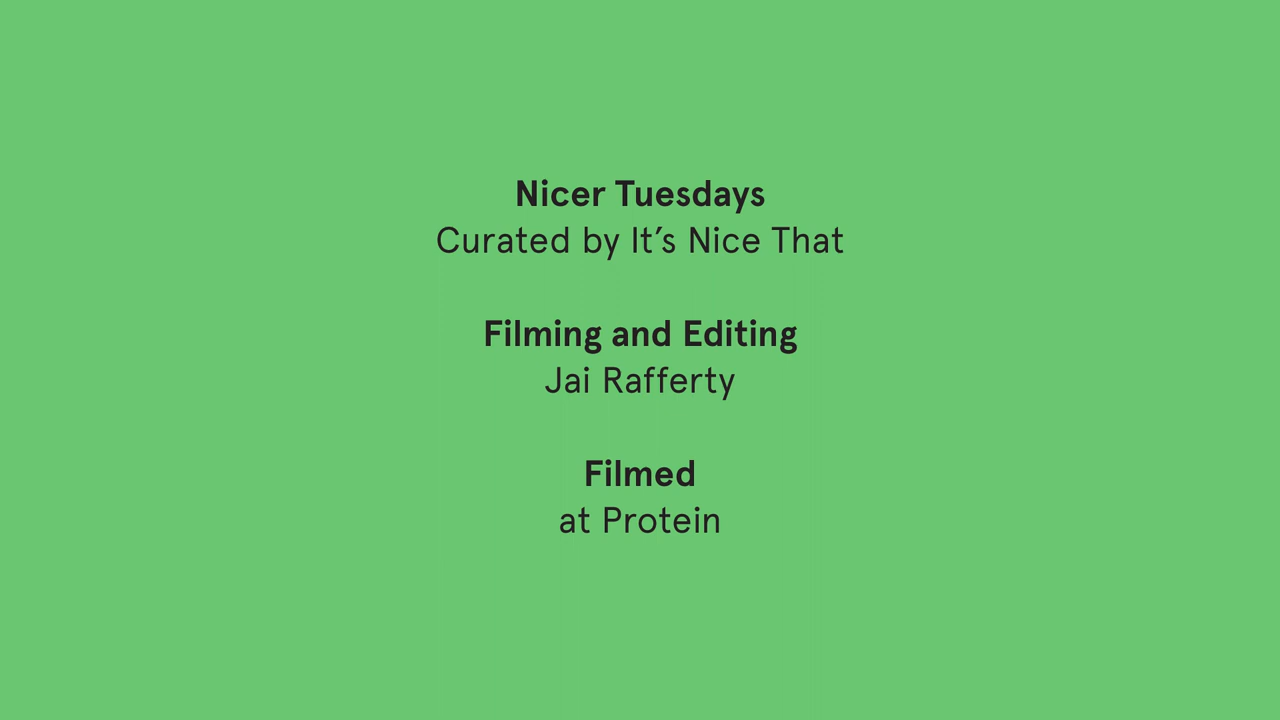 Nicer Tuesdays
Curated by It’s Nice That
Filming and Editing
Jai Rafferty
Filmed
at Protein